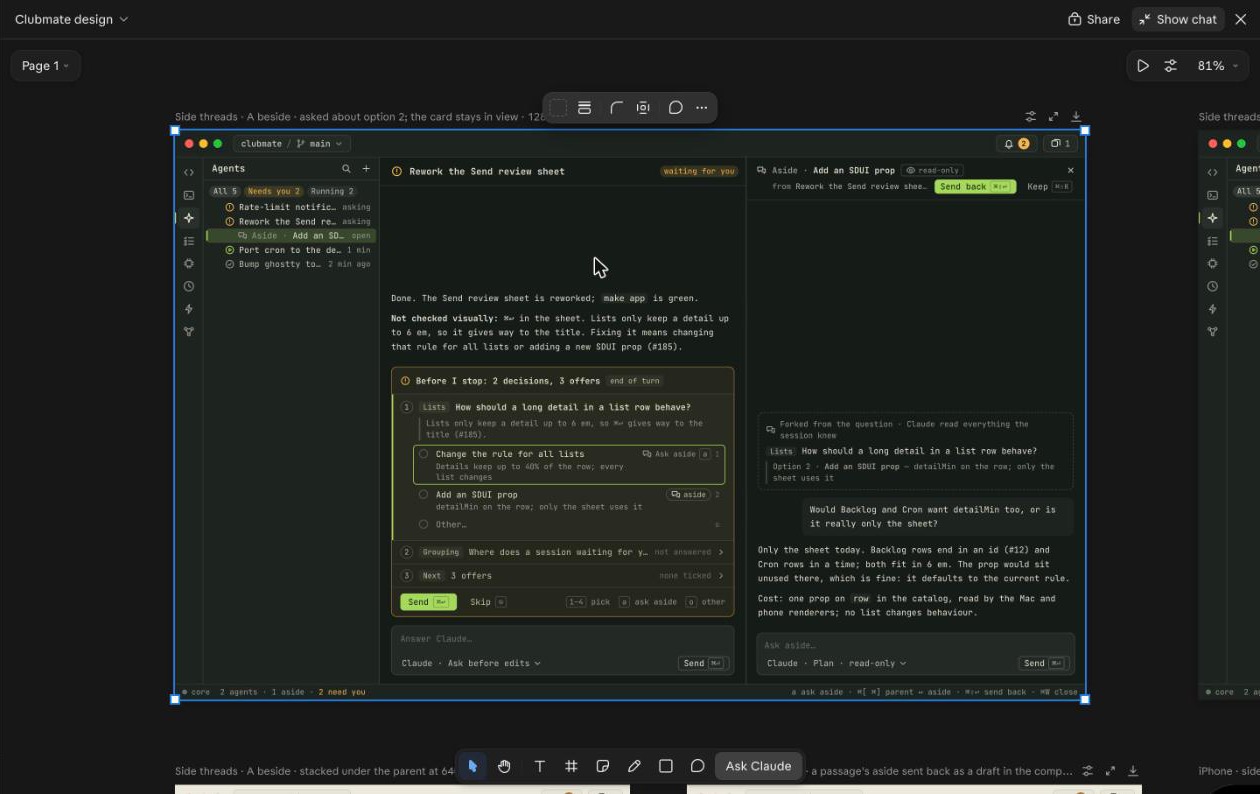 Clubmate design
Share
Show chat
Page 1
81%
Side threads · A beside · asked about option 2; the card stays in view · 128
Side threads
clubmate / main
2
1
Agents
All 5 Needs you 2 Running 2
Rate-limit notific… asking
Rework the Send re… asking
Aside · Add an SD… open
Port cron to the de… 1 min
Bump ghostty to… 2 min ago
Rework the Send review sheet
waiting for you
Done. The Send review sheet is reworked; make app is green.
Not checked visually: ⌘↩ in the sheet. Lists only keep a detail up
to 6 em, so it gives way to the title. Fixing it means changing
that rule for all lists or adding a new SDUI prop (#185).
Before I stop: 2 decisions, 3 offers end of turn
1 Lists How should a long detail in a list row behave?
Lists only keep a detail up to 6 em, so ⌘↩ gives way to the
title (#185).
Change the rule for all lists Ask aside a 1
Details keep up to 40% of the row; every
list changes
Add an SDUI prop aside 2
detailMin on the row; only the sheet uses it
Other…
2 Grouping Where does a session waiting for y… not answered
3 Next 3 offers none ticked
Send ⌘↩ Skip
1–4 pick a ask aside o other
Answer Claude…
Claude · Ask before edits
Send ⌘↩
Aside · Add an SDUI prop read-only
from Rework the Send review shee…
Send back ⌘⇧↩
Keep
Forked from the question · Claude read everything the
session knew
Lists How should a long detail in a list row behave?
Option 2 · Add an SDUI prop — detailMin on the row; only the
sheet uses it
Would Backlog and Cron want detailMin too, or is
it really only the sheet?
Only the sheet today. Backlog rows end in an id (#12) and
Cron rows in a time; both fit in 6 em. The prop would sit
unused there, which is fine: it defaults to the current rule.
Cost: one prop on row in the catalog, read by the Mac and
phone renderers; no list changes behaviour.
Ask aside…
Claude · Plan · read-only
Send ⌘↩
core 2 agents · 1 aside · 2 need you
a ask aside · ⌘[ ⌘] parent ↔ aside · ⌘⇧↩ send back · ⌘W close
Agen
All 5
core 2 ag
Side threads · A beside · stacked under the parent at 64
Ask Claude
· a passage's aside sent back as a draft in the comp…
iPhone · side